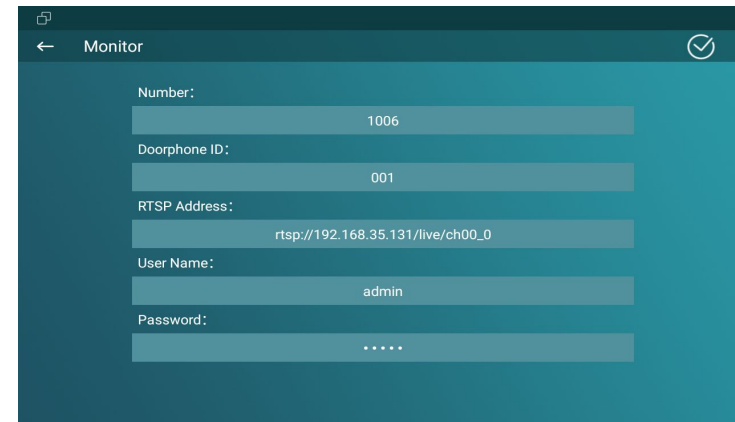 Monitor
Number:
1006
Doorphone ID:
001
RTSP Address:
rtsp://192.168.35.131/live/ch00_0
User Name:
admin
Password:
•••••